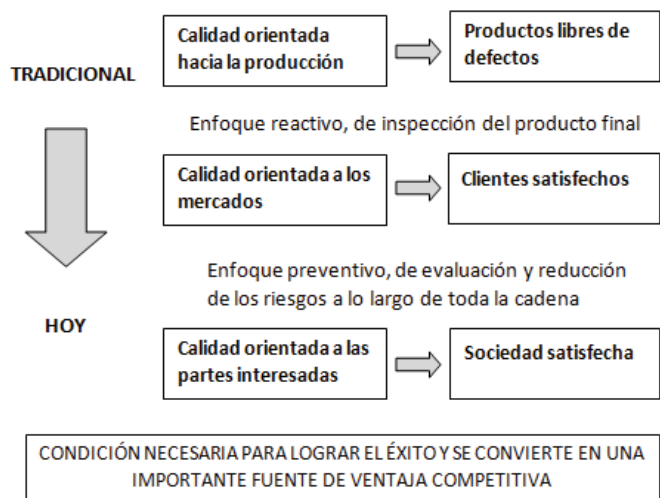 TRADICIONAL
Calidad orientada
hacia la producción
Productos libres de
defectos
Enfoque reactivo, de inspección del producto final
Calidad orientada a los
mercados
Clientes satisfechos
Enfoque preventivo, de evaluación y reducción
de los riesgos a lo largo de toda la cadena
HOY
Calidad orientada a las
partes interesadas
Sociedad satisfecha
CONDICIÓN NECESARIA PARA LOGRAR EL ÉXITO Y SE CONVIERTE EN UNA
IMPORTANTE FUENTE DE VENTAJA COMPETITIVA